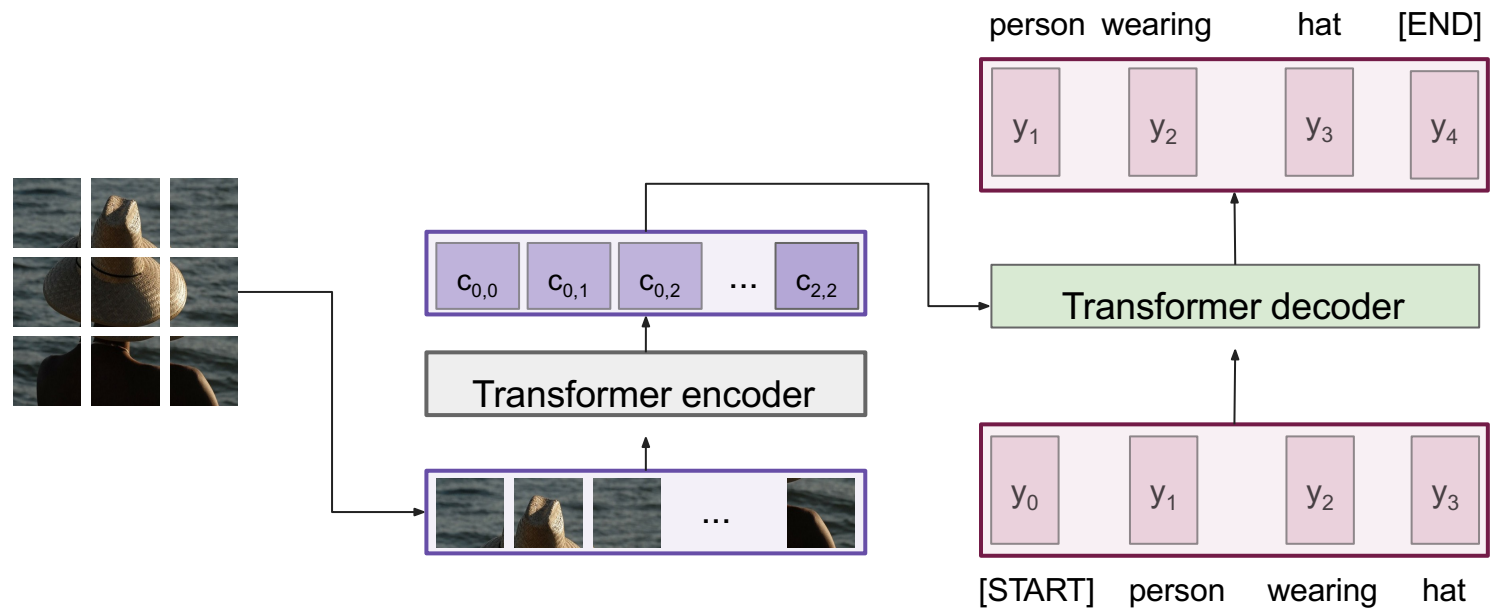 person wearing hat [END]
y1 y2 y3 y4
c0,0 c0,1 c0,2 ... c2,2
Transformer encoder
...
Transformer decoder
y0 y1 y2 y3
[START] person wearing hat